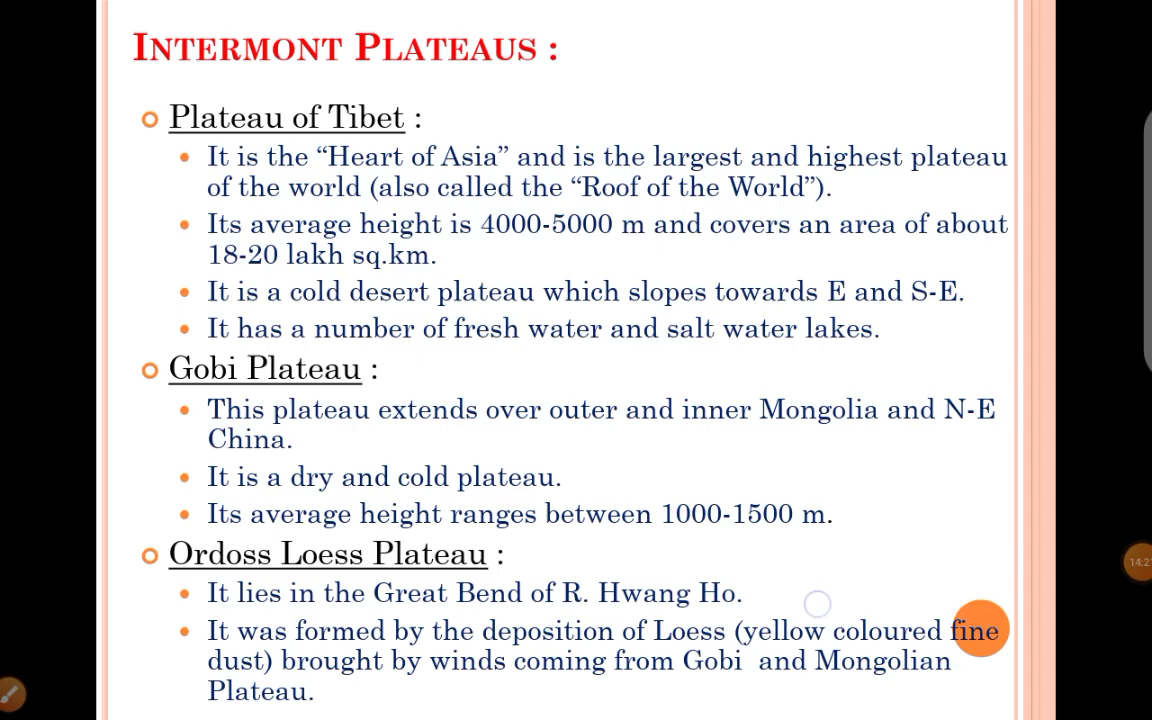 INTERMONT PLATEAUS :
Plateau of Tibet :
It is the “Heart of Asia” and is the largest and highest plateau
of the world (also called the “Roof of the World”).
Its average height is 4000-5000 m and covers an area of about
18-20 lakh sq.km.
It is a cold desert plateau which slopes towards E and S-E.
It has a number of fresh water and salt water lakes.
Gobi Plateau :
This plateau extends over outer and inner Mongolia and N-E
China.
It is a dry and cold plateau.
Its average height ranges between 1000-1500 m.
Ordoss Loess Plateau :
It lies in the Great Bend of R. Hwang Ho.
It was formed by the deposition of Loess (yellow coloured fine
dust) brought by winds coming from Gobi  and Mongolian
Plateau.